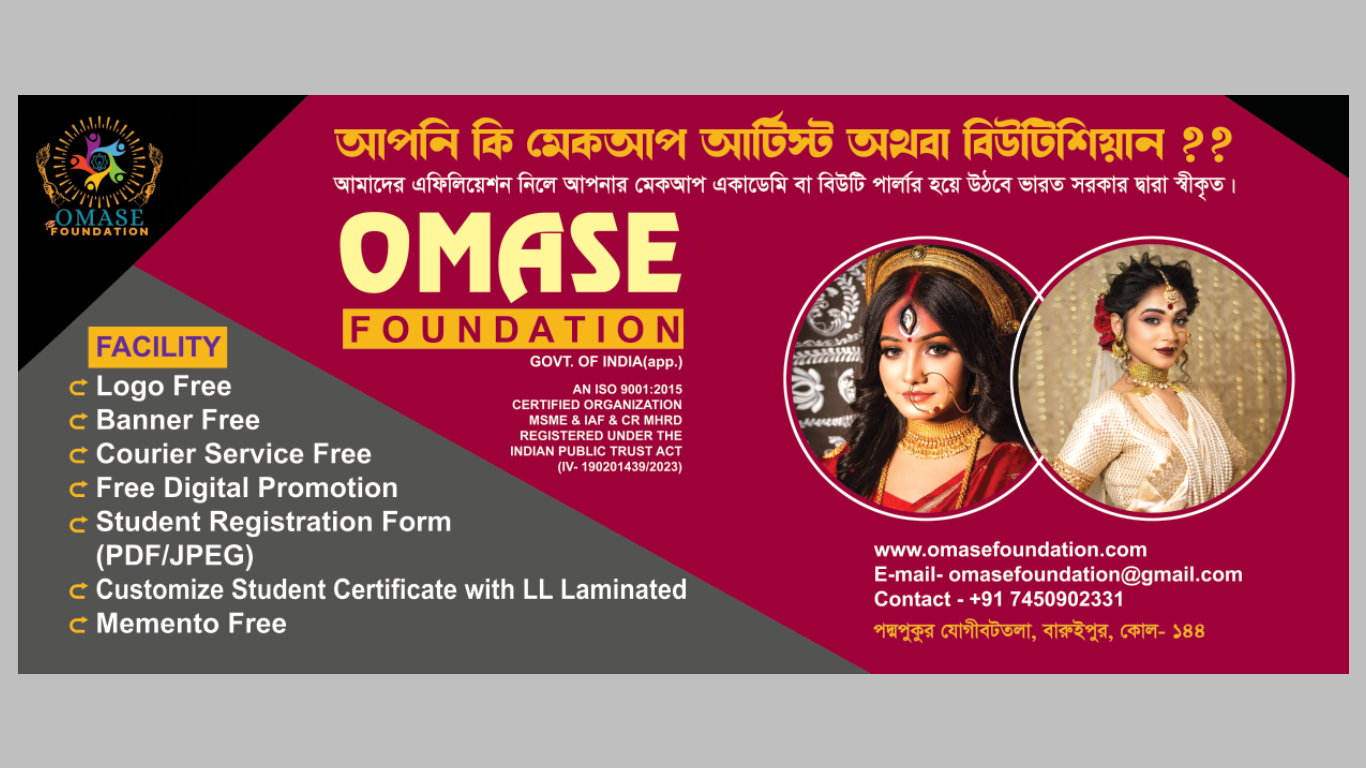 OMASE
FOUNDATION
আপনি কি মেকআপ আর্টিস্ট অথবা বিউটিশিয়ান ??
আমাদের এফিলিয়েশন নিলে আপনার মেকআপ একাডেমি বা বিউটি পার্লার হয়ে উঠবে ভারত সরকার দ্বারা স্বীকৃত।
OMASE
FOUNDATION
GOVT. OF INDIA(app.)
AN ISO 9001:2015
CERTIFIED ORGANIZATION
MSME & IAF & CR MHRD
REGISTERED UNDER THE
INDIAN PUBLIC TRUST ACT
(IV- 190201439/2023)
FACILITY
Logo Free
Banner Free
Courier Service Free
Free Digital Promotion
Student Registration Form
(PDF/JPEG)
Customize Student Certificate with LL Laminated
Memento Free
www.omasefoundation.com
E-mail- omasefoundation@gmail.com
Contact - +91 7450902331
পদ্মপুকুর যোগীবটতলা, বারুইপুর, কোল- ১৪৪